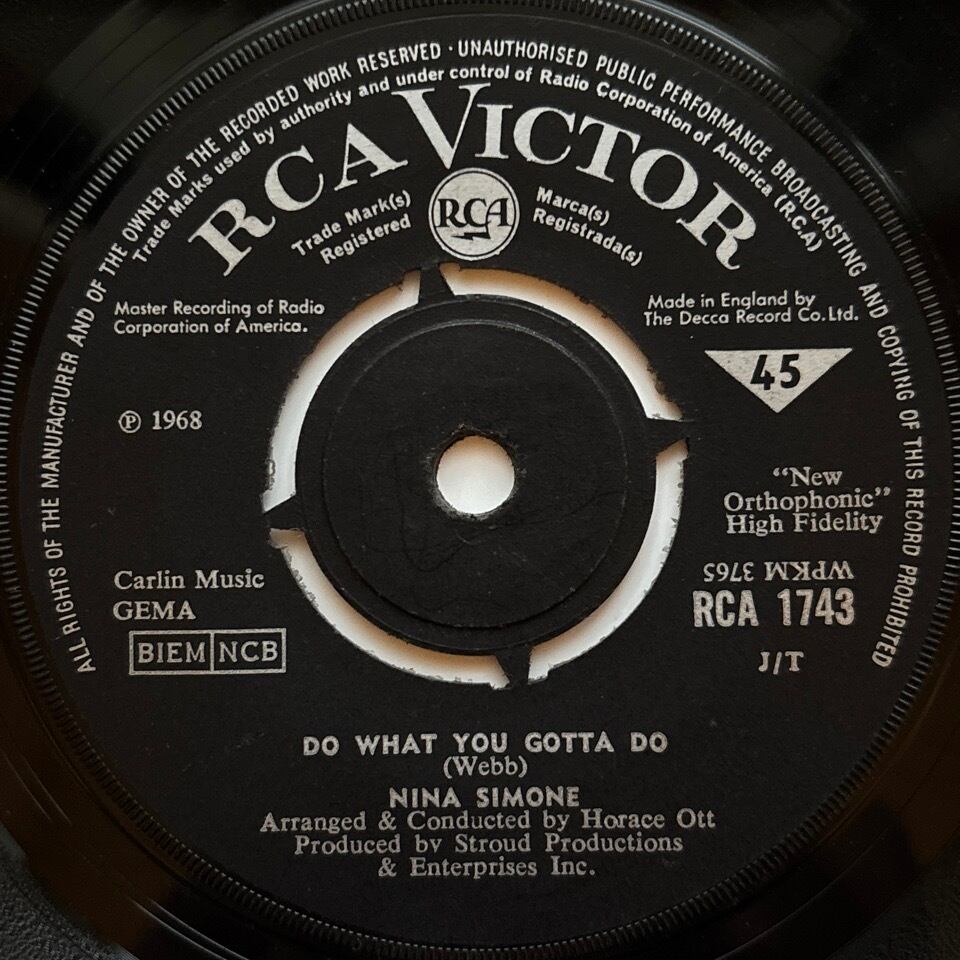 ALL RIGHTS OF THE MANUFACTURER AND OF THE OWNER OF THE RECORDED WORK RESERVED · UNAUTHORISED PUBLIC PERFORMANCE BROADCASTING AND COPYING OF THIS RECORD PROHIBITED
Trade Marks used by authority and under control of Radio Corporation of America (R.C.A)
RCA VICTOR
Trade Mark(s)
Registered
RCA
Marca(s)
Registrada(s)
Master Recording of Radio
Corporation of America.
Made in England by
The Decca Record Co. Ltd.
45
℗ 1968
"New
Orthophonic"
High Fidelity
WPKM 3765
RCA 1743
J/T
Carlin Music
GEMA
BIEM NCB
DO WHAT YOU GOTTA DO
(Webb)
NINA SIMONE
Arranged & Conducted by Horace Ott
Produced by Stroud Productions
& Enterprises Inc.